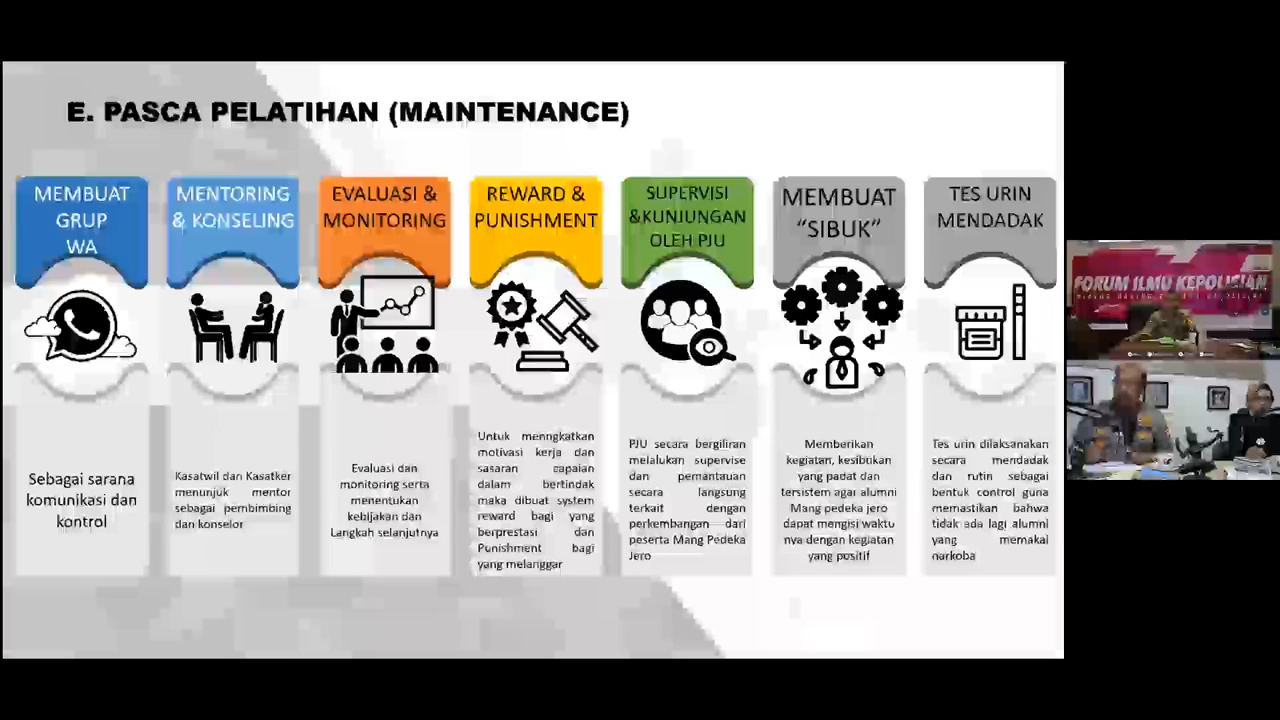 E. PASCA PELATIHAN (MAINTENANCE)
MEMBUAT
GRUP
WA
Sebagai sarana
komunikasi dan
kontrol
MENTORING
& KONSELING
Kasatwil dan Kasatker
menunjuk mentor
sebagai pembimbing
dan konselor
EVALUASI &
MONITORING
Evaluasi dan
monitoring serta
menentukan
kebijakan dan
Langkah selanjutnya
REWARD &
PUNISHMENT
Untuk menngkatkan
motivasi kerja dan
sasaran capaian
dalam bertindak
maka dibuat system
reward bagi yang
berprestasi dan
Punishment bagi
yang melanggar
SUPERVISI
&KUNJUNGAN
OLEH PJU
PJU secara bergiliran
melalukan supervise
dan pemantauan
secara langsung
terkait dengan
perkembangan dari
peserta Mang Pedeka
Jero
MEMBUAT
“SIBUK”
Memberikan
kegiatan, kesibukan
yang padat dan
tersistem agar alumni
Mang pedeka jero
dapat mengisi waktu
nya dengan kegiatan
yang positif
TES URIN
MENDADAK
Tes urin dilaksanakan
secara mendadak
dan rutin sebagai
bentuk control guna
memastikan bahwa
tidak ada lagi alumni
yang memakai
narkoba
FORUM ILMU KEPOLISIAN